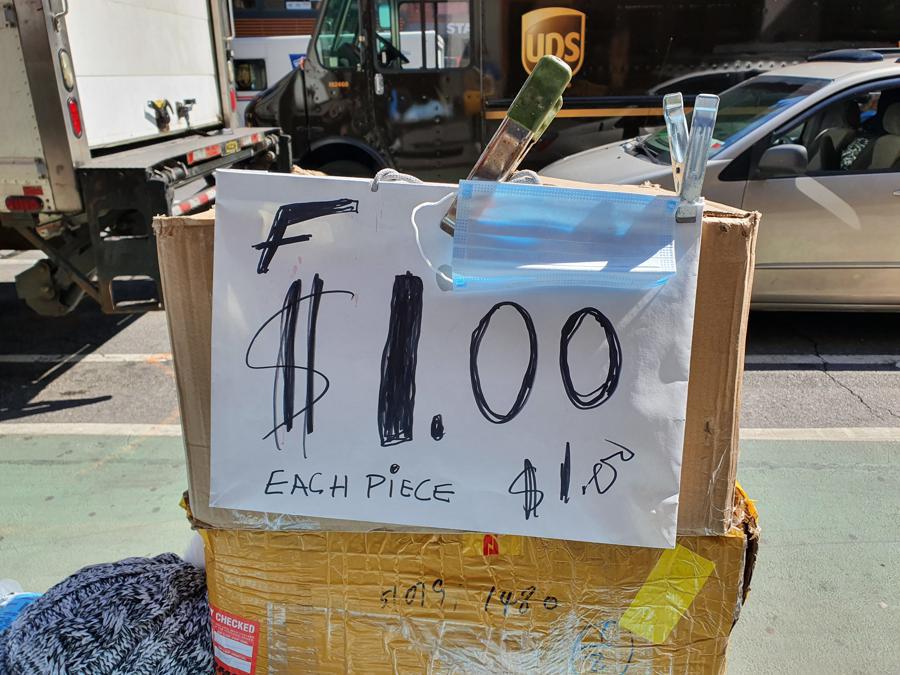 UPS
F
$1.00
EACH PIECE
$1.00
CHECKED